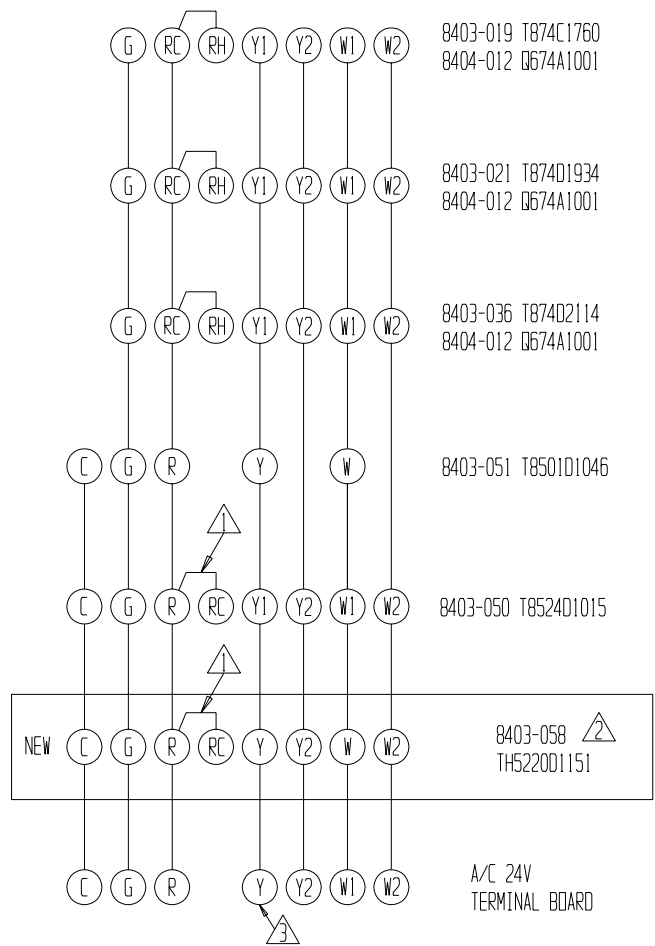 G RC RH Y1 Y2 W1 W2 8403-019 T874C1760
8404-012 Q674A1001
G RC RH Y1 Y2 W1 W2 8403-021 T874D1934
8404-012 Q674A1001
G RC RH Y1 Y2 W1 W2 8403-036 T874D2114
8404-012 Q674A1001
C G R Y W 8403-051 T8501D1046
1
C G R RC Y1 Y2 W1 W2 8403-050 T8524D1015
1
NEW C G R RC Y Y2 W W2 8403-058 2
TH5220D1151
C G R Y Y2 W1 W2 A/C 24V
TERMINAL BOARD
3